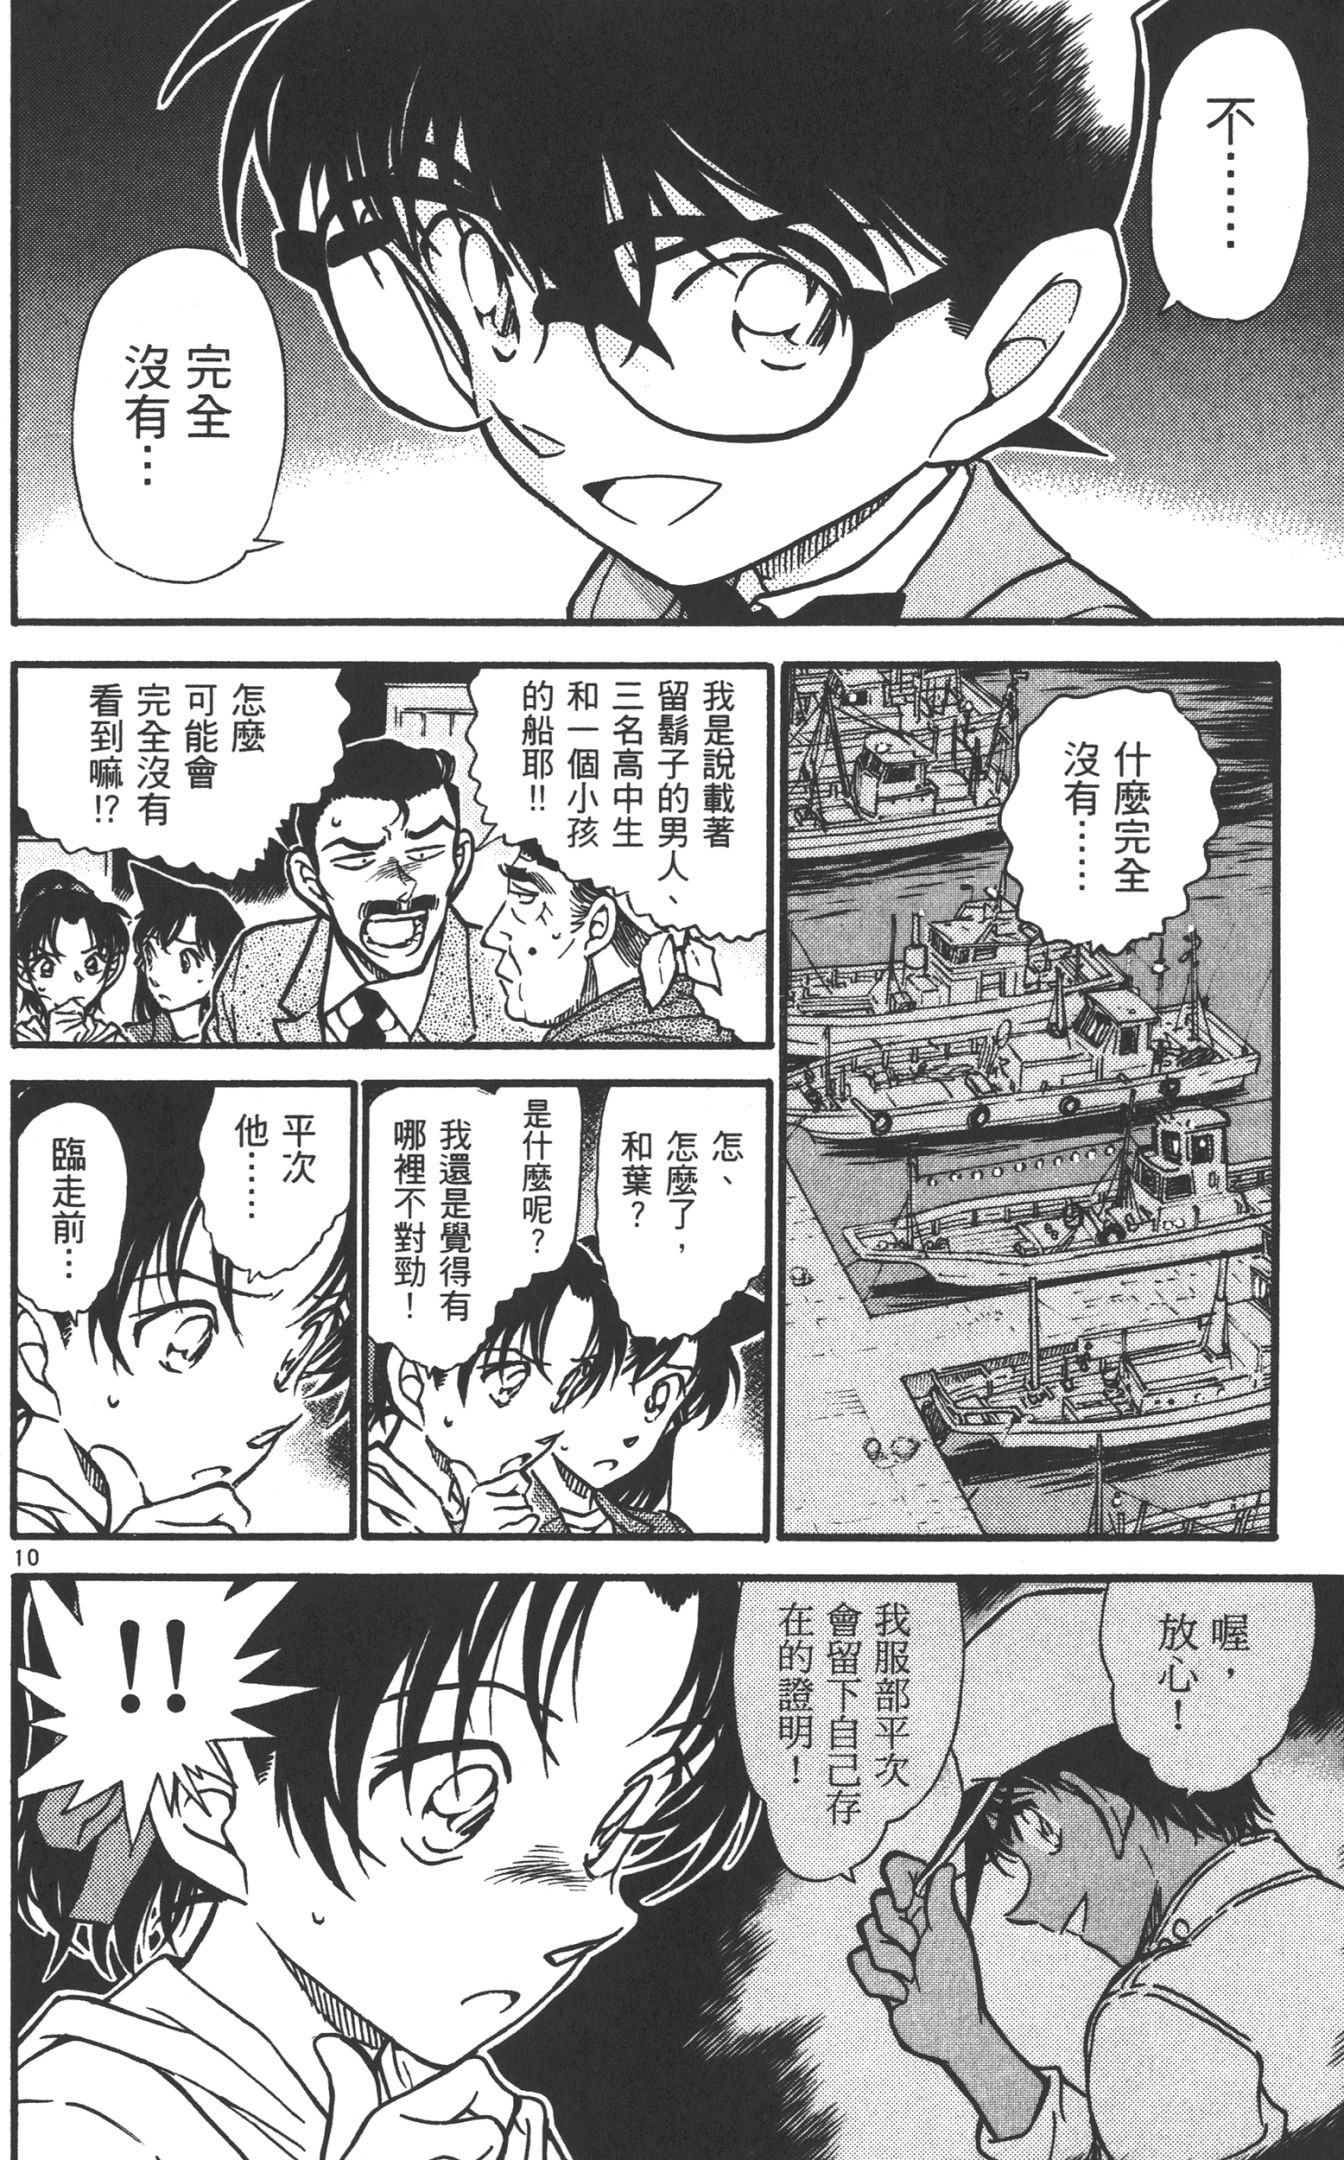 不……
完全
沒有…
什麼完全
沒有……
我是說載著
留鬍子的男人、
三名高中生
和一個小孩
的船耶!!
怎麼
可能會
完全沒有
看到嘛!?
怎、
怎麼了，
和葉？
是什麼呢？
我還是覺得有
哪裡不對勁！
平次
他……
臨走前…
10
喔，
放心！
我服部平次
會留下自己存
在的證明！
!!